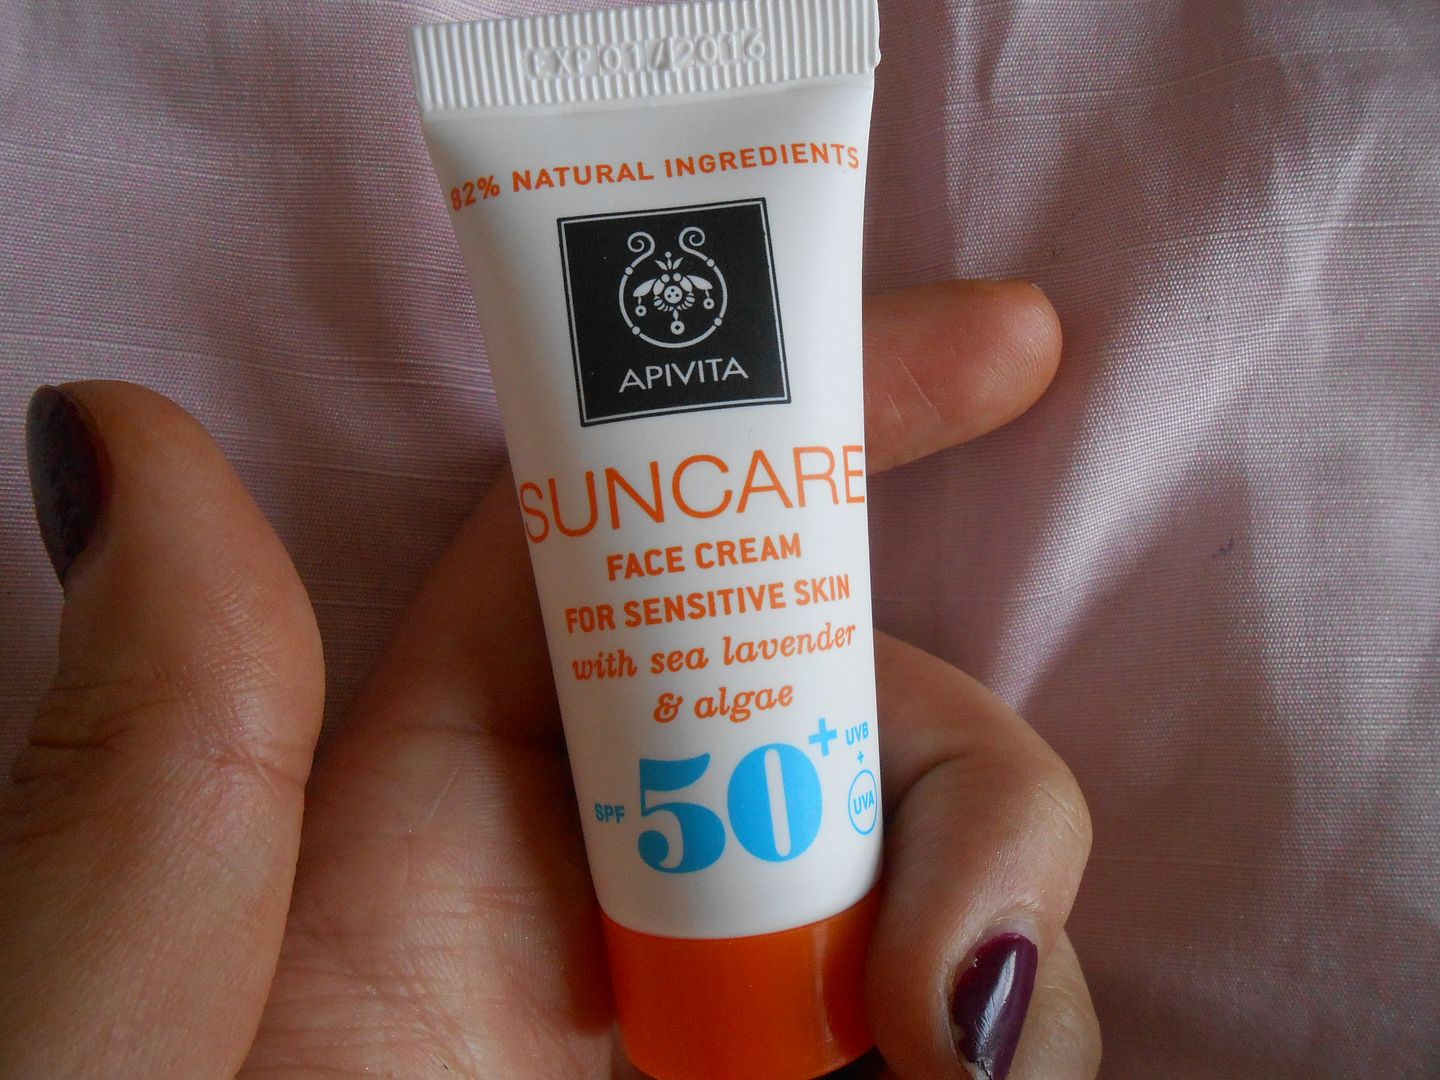 EXP 01/2016
82% NATURAL INGREDIENTS
APIVITA
SUNCARE
FACE CREAM
FOR SENSITIVE SKIN
with sea lavender
& algae
SPF 50+ UVB
+
UVA